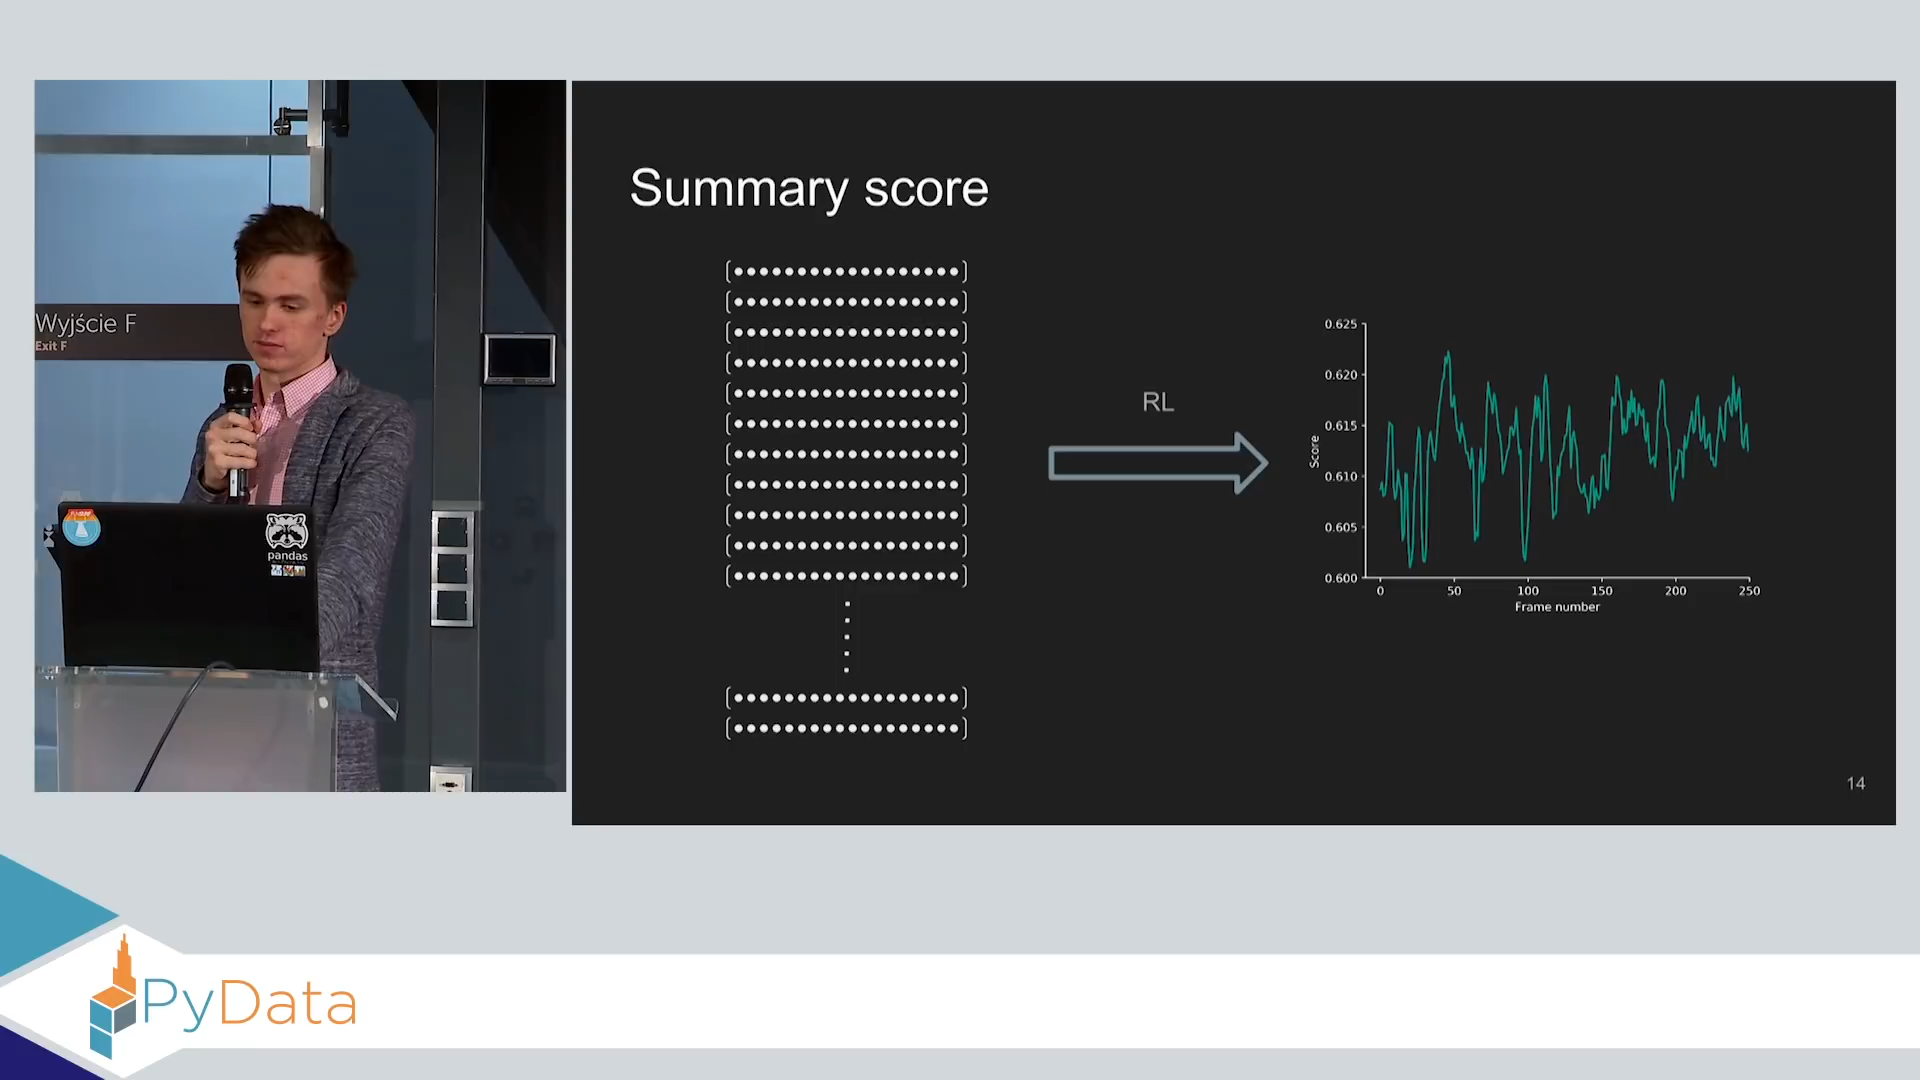 Wyjście F
Exit F
pandas
Summary score
RL
0.625
0.620
0.615
0.610
0.605
0.600
Score
0
50
100
150
200
250
Frame number
14
PyData